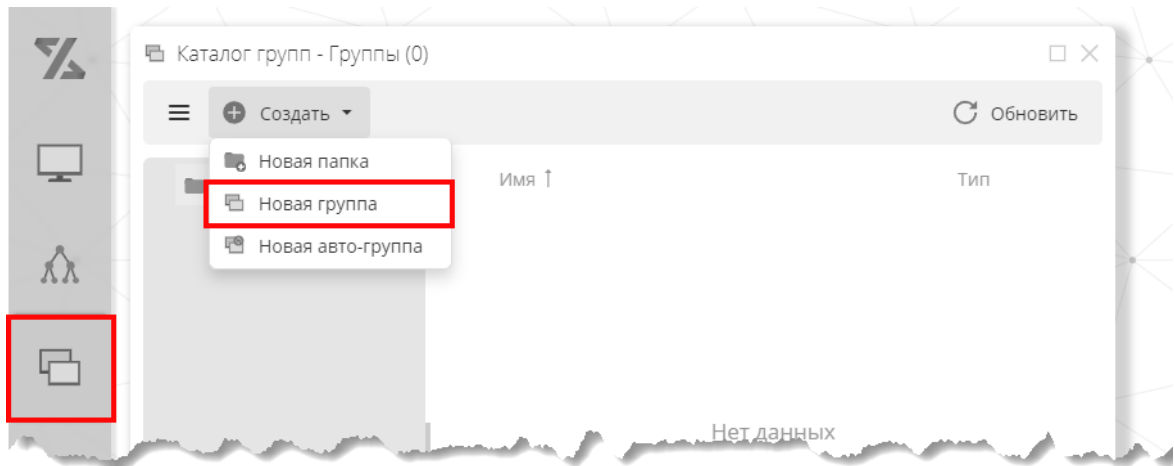 Каталог групп - Группы (0)
Создать
Обновить
Новая папка
Новая группа
Новая авто-группа
Имя ↑
Тип
Нет данных